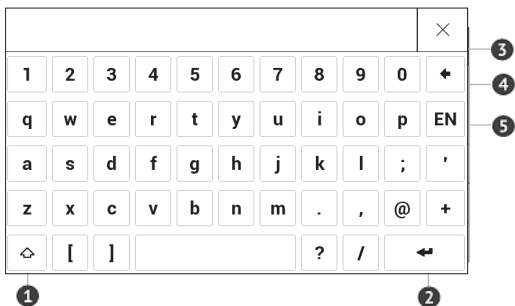 1 2 3 4 5 6 7 8 9 0
q w e r t y u i o p EN
a s d f g h j k l ; '
z x c v b n m . , @ +
[ ] ? /
3
4
5
1
2